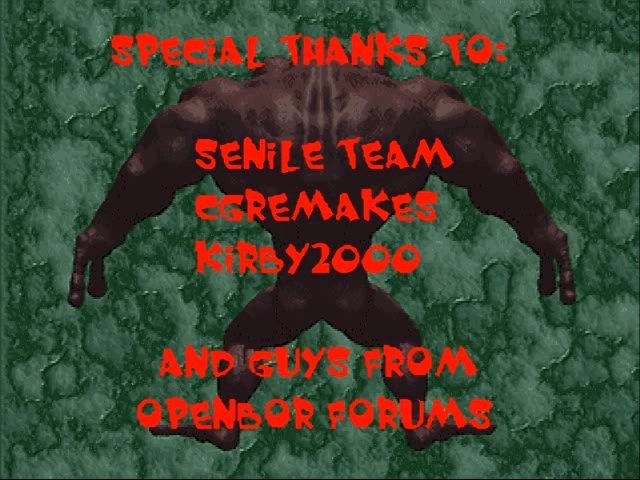 SPECiAL THANKS TO:
SENiLE TEAM
CGREMAKES
KiRBY2000
AND GUYS FROM
OPENBOR FORUMS